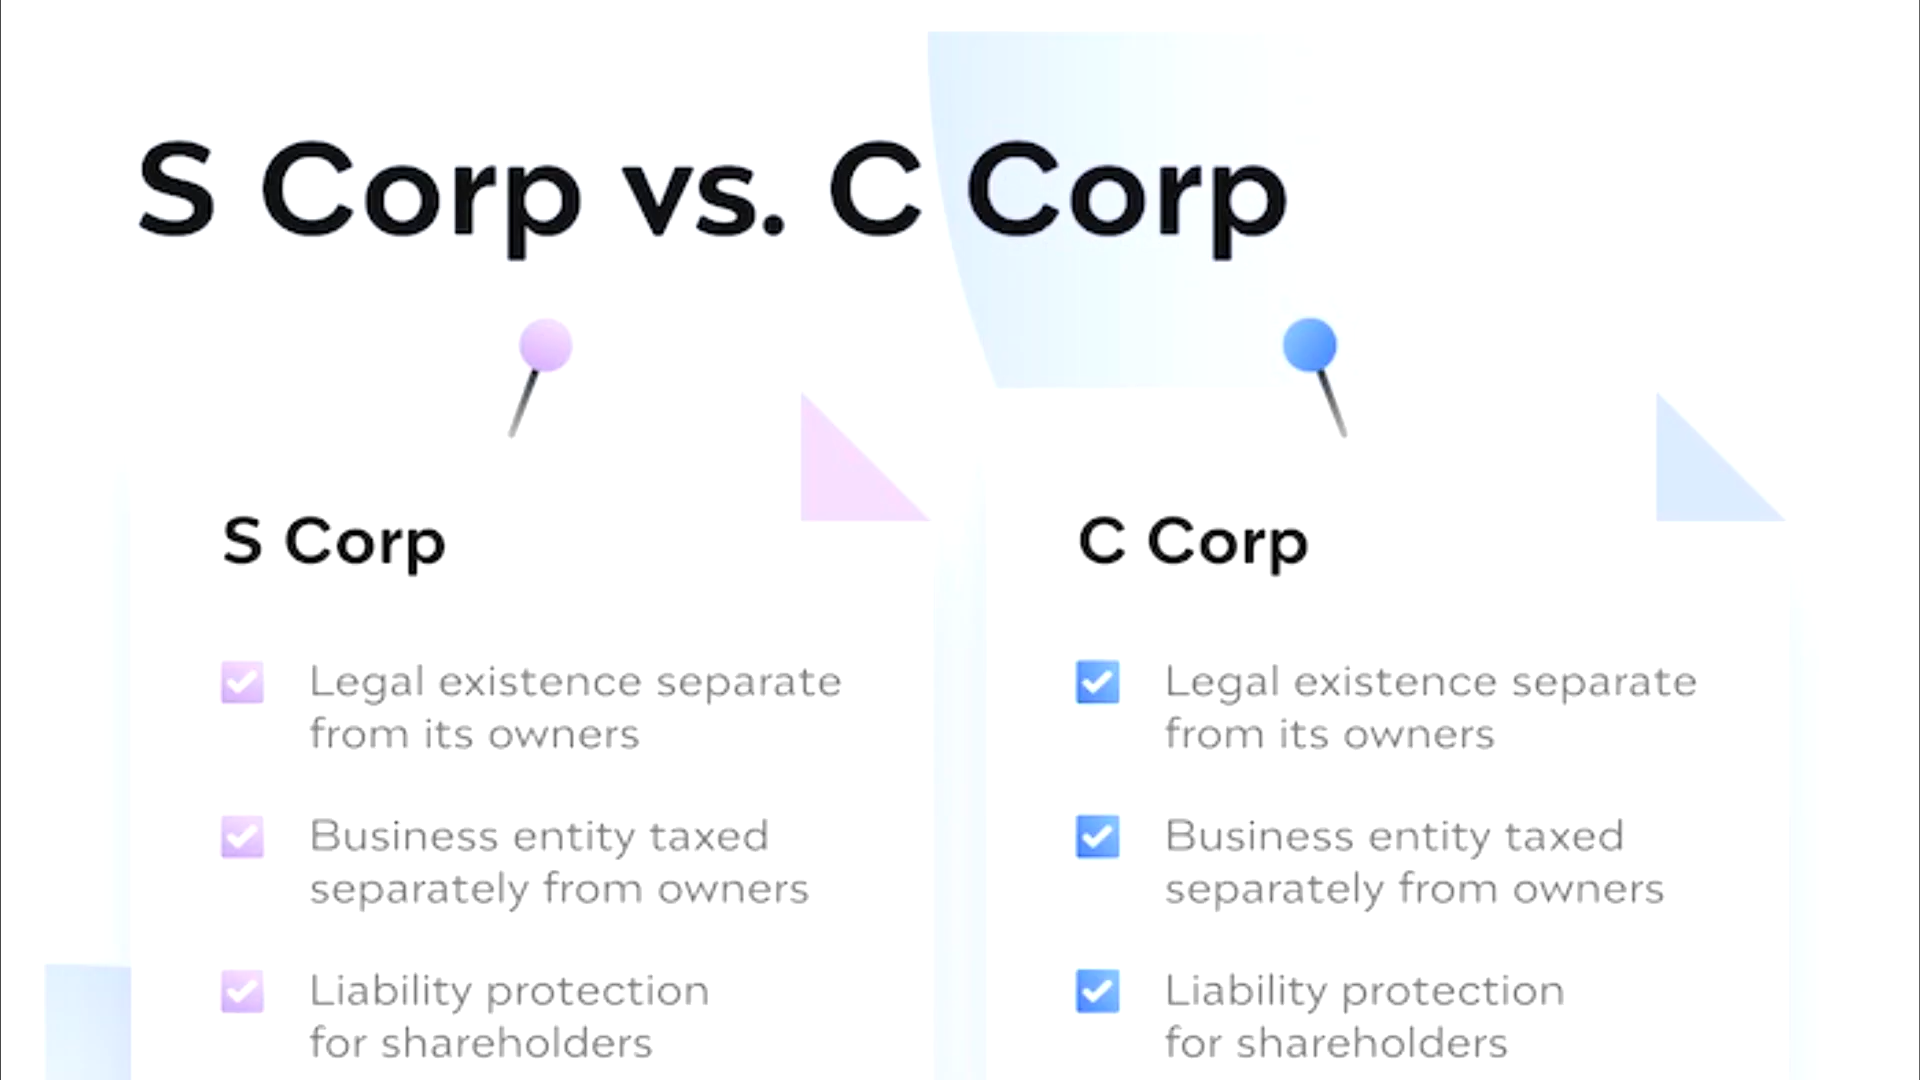 S Corp vs. C Corp
S Corp
Legal existence separate
from its owners
Business entity taxed
separately from owners
Liability protection
for shareholders
C Corp
Legal existence separate
from its owners
Business entity taxed
separately from owners
Liability protection
for shareholders